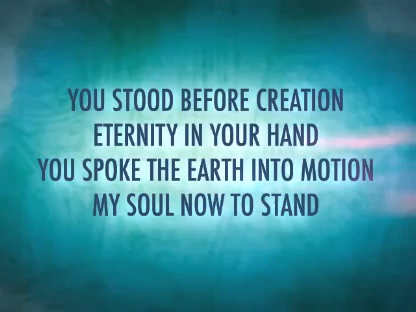 YOU STOOD BEFORE CREATION
ETERNITY IN YOUR HAND
YOU SPOKE THE EARTH INTO MOTION
MY SOUL NOW TO STAND